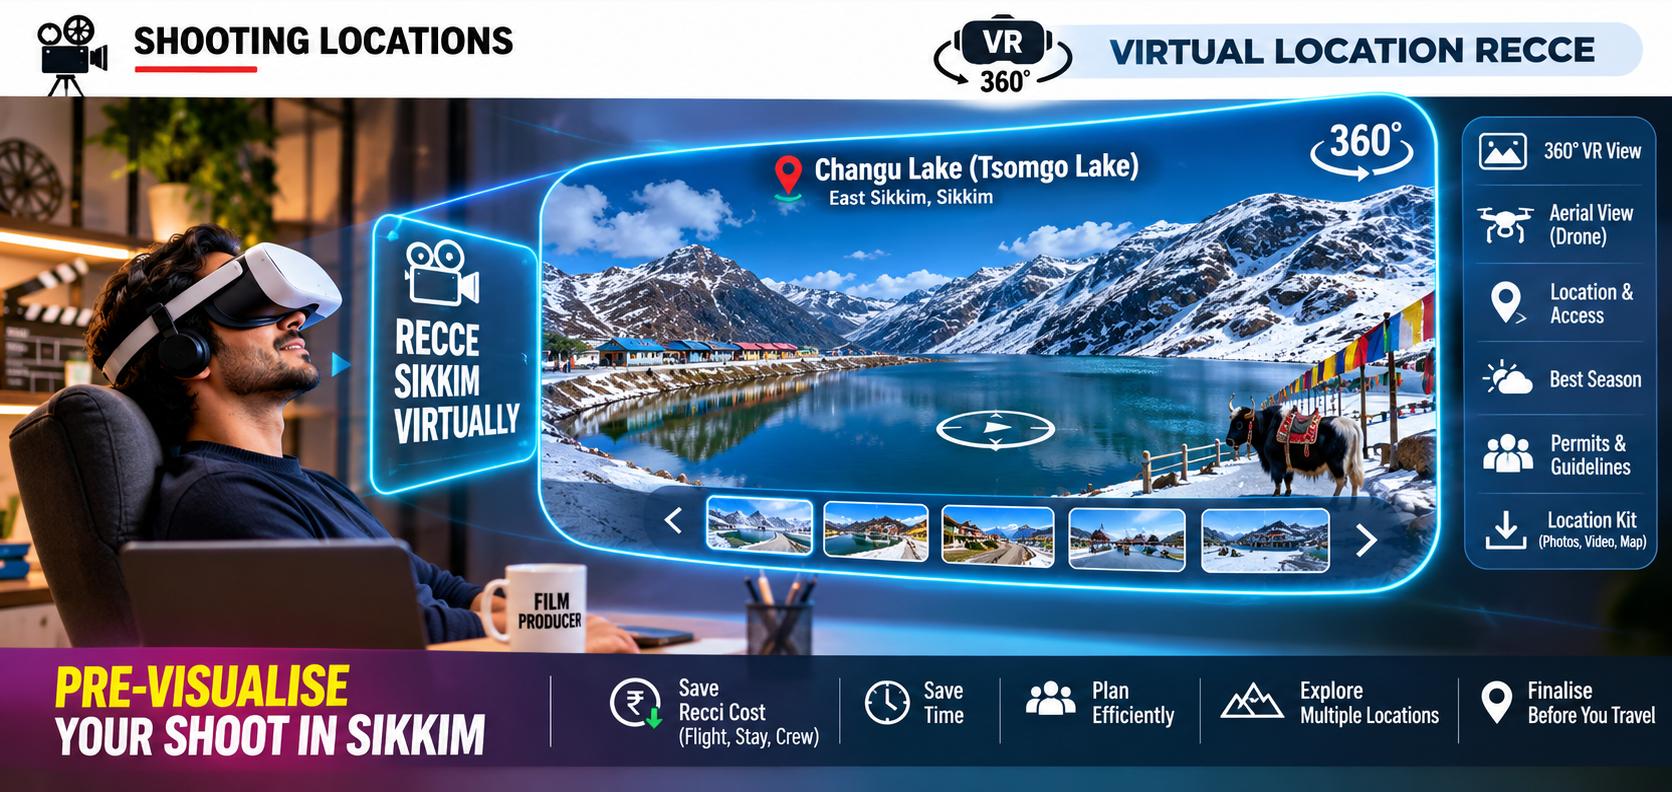 SHOOTING LOCATIONS
VR
360°
VIRTUAL LOCATION RECCE
RECCE
SIKKIM
VIRTUALLY
Changu Lake (Tsomgo Lake)
East Sikkim, Sikkim
360°
360° VR View
Aerial View
(Drone)
Location &
Access
Best Season
Permits &
Guidelines
Location Kit
(Photos, Video, Map)
FILM
PRODUCER
PRE-VISUALISE
YOUR SHOOT IN SIKKIM
₹
Save
Recci Cost
(Flight, Stay, Crew)
Save
Time
Plan
Efficiently
Explore
Multiple Locations
Finalise
Before You Travel